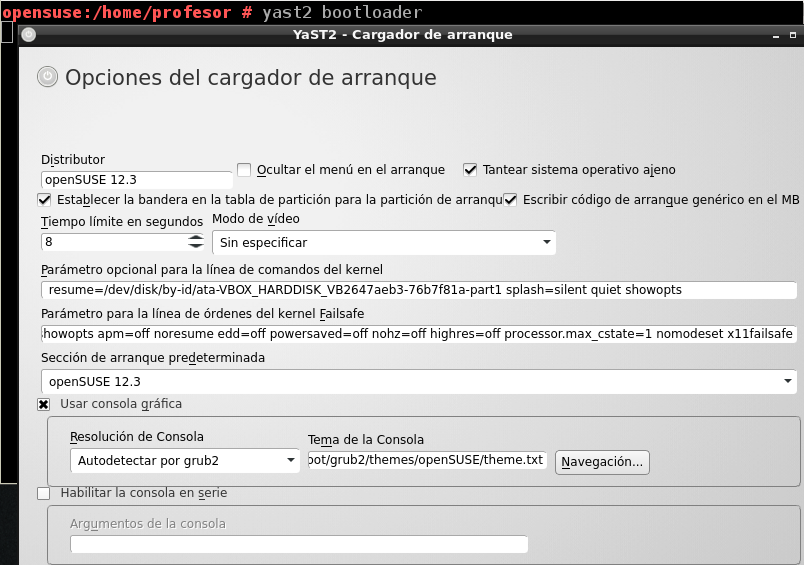 opensuse:/home/profesor # yast2 bootloader
YaST2 - Cargador de arranque
Opciones del cargador de arranque
Distributor
openSUSE 12.3
Ocultar el menú en el arranque
Tantear sistema operativo ajeno
Establecer la bandera en la tabla de partición para la partición de arranqu
Escribir código de arranque genérico en el MB
Tiempo límite en segundos
Modo de vídeo
8
Sin especificar
Parámetro opcional para la línea de comandos del kernel
resume=/dev/disk/by-id/ata-VBOX_HARDDISK_VB2647aeb3-76b7f81a-part1 splash=silent quiet showopts
Parámetro para la línea de órdenes del kernel Failsafe
howopts apm=off noresume edd=off powersaved=off nohz=off highres=off processor.max_cstate=1 nomodeset x11failsafe
Sección de arranque predeterminada
openSUSE 12.3
Usar consola gráfica
Resolución de Consola
Tema de la Consola
Autodetectar por grub2
oot/grub2/themes/openSUSE/theme.txt
Navegación...
Habilitar la consola en serie
Argumentos de la consola